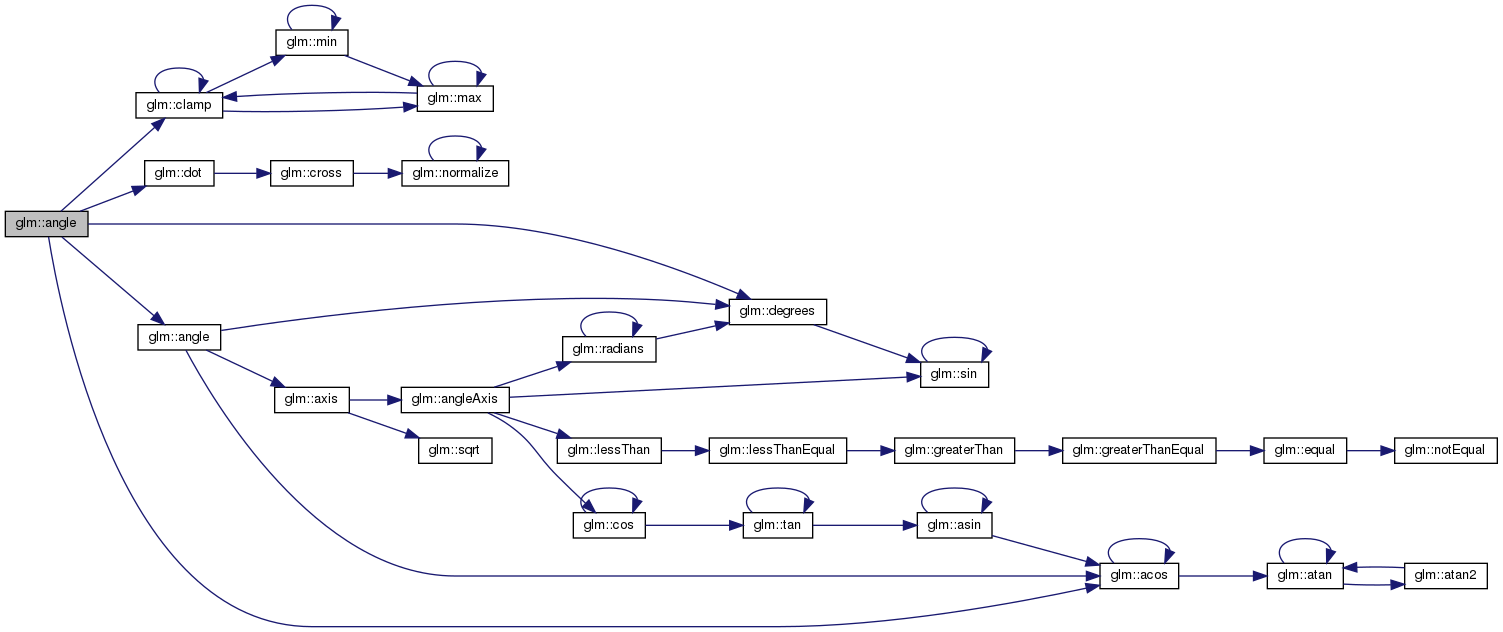 glm::min
glm::clamp
glm::max
glm::dot
glm::cross
glm::normalize
glm::angle
glm::degrees
glm::angle
glm::radians
glm::sin
glm::axis
glm::angleAxis
glm::sqrt
glm::lessThan
glm::lessThanEqual
glm::greaterThan
glm::greaterThanEqual
glm::equal
glm::notEqual
glm::cos
glm::tan
glm::asin
glm::acos
glm::atan
glm::atan2